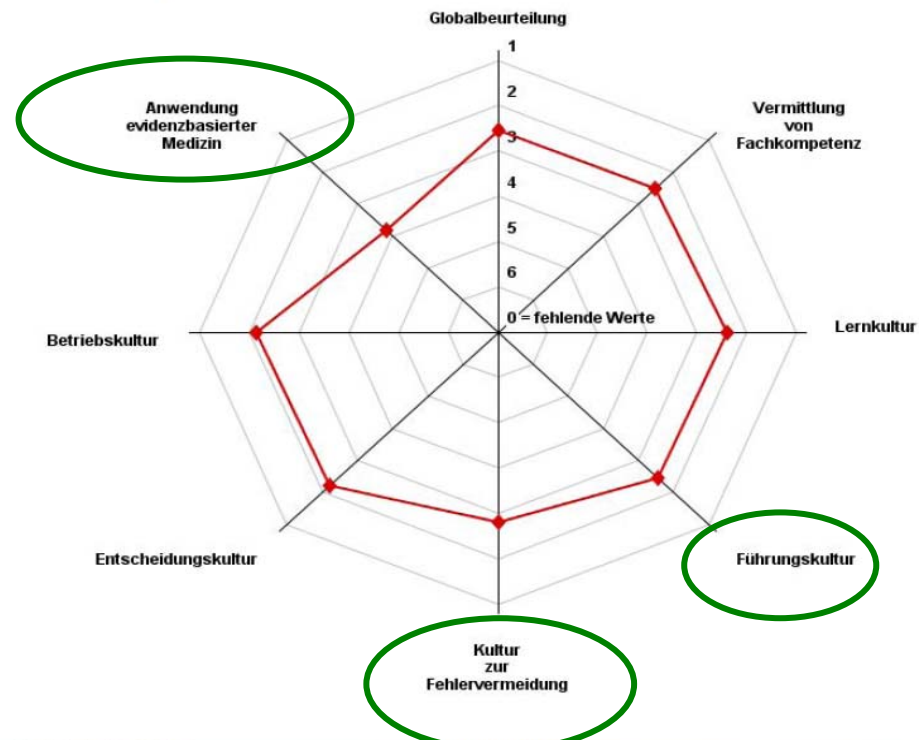 Globalbeurteilung
1
Anwendung
evidenzbasierter
Medizin
Vermittlung
von
Fachkompetenz
2
3
4
5
6
0 = fehlende Werte
Betriebskultur
Lernkultur
Entscheidungskultur
Führungskultur
Kultur
zur
Fehlervermeidung